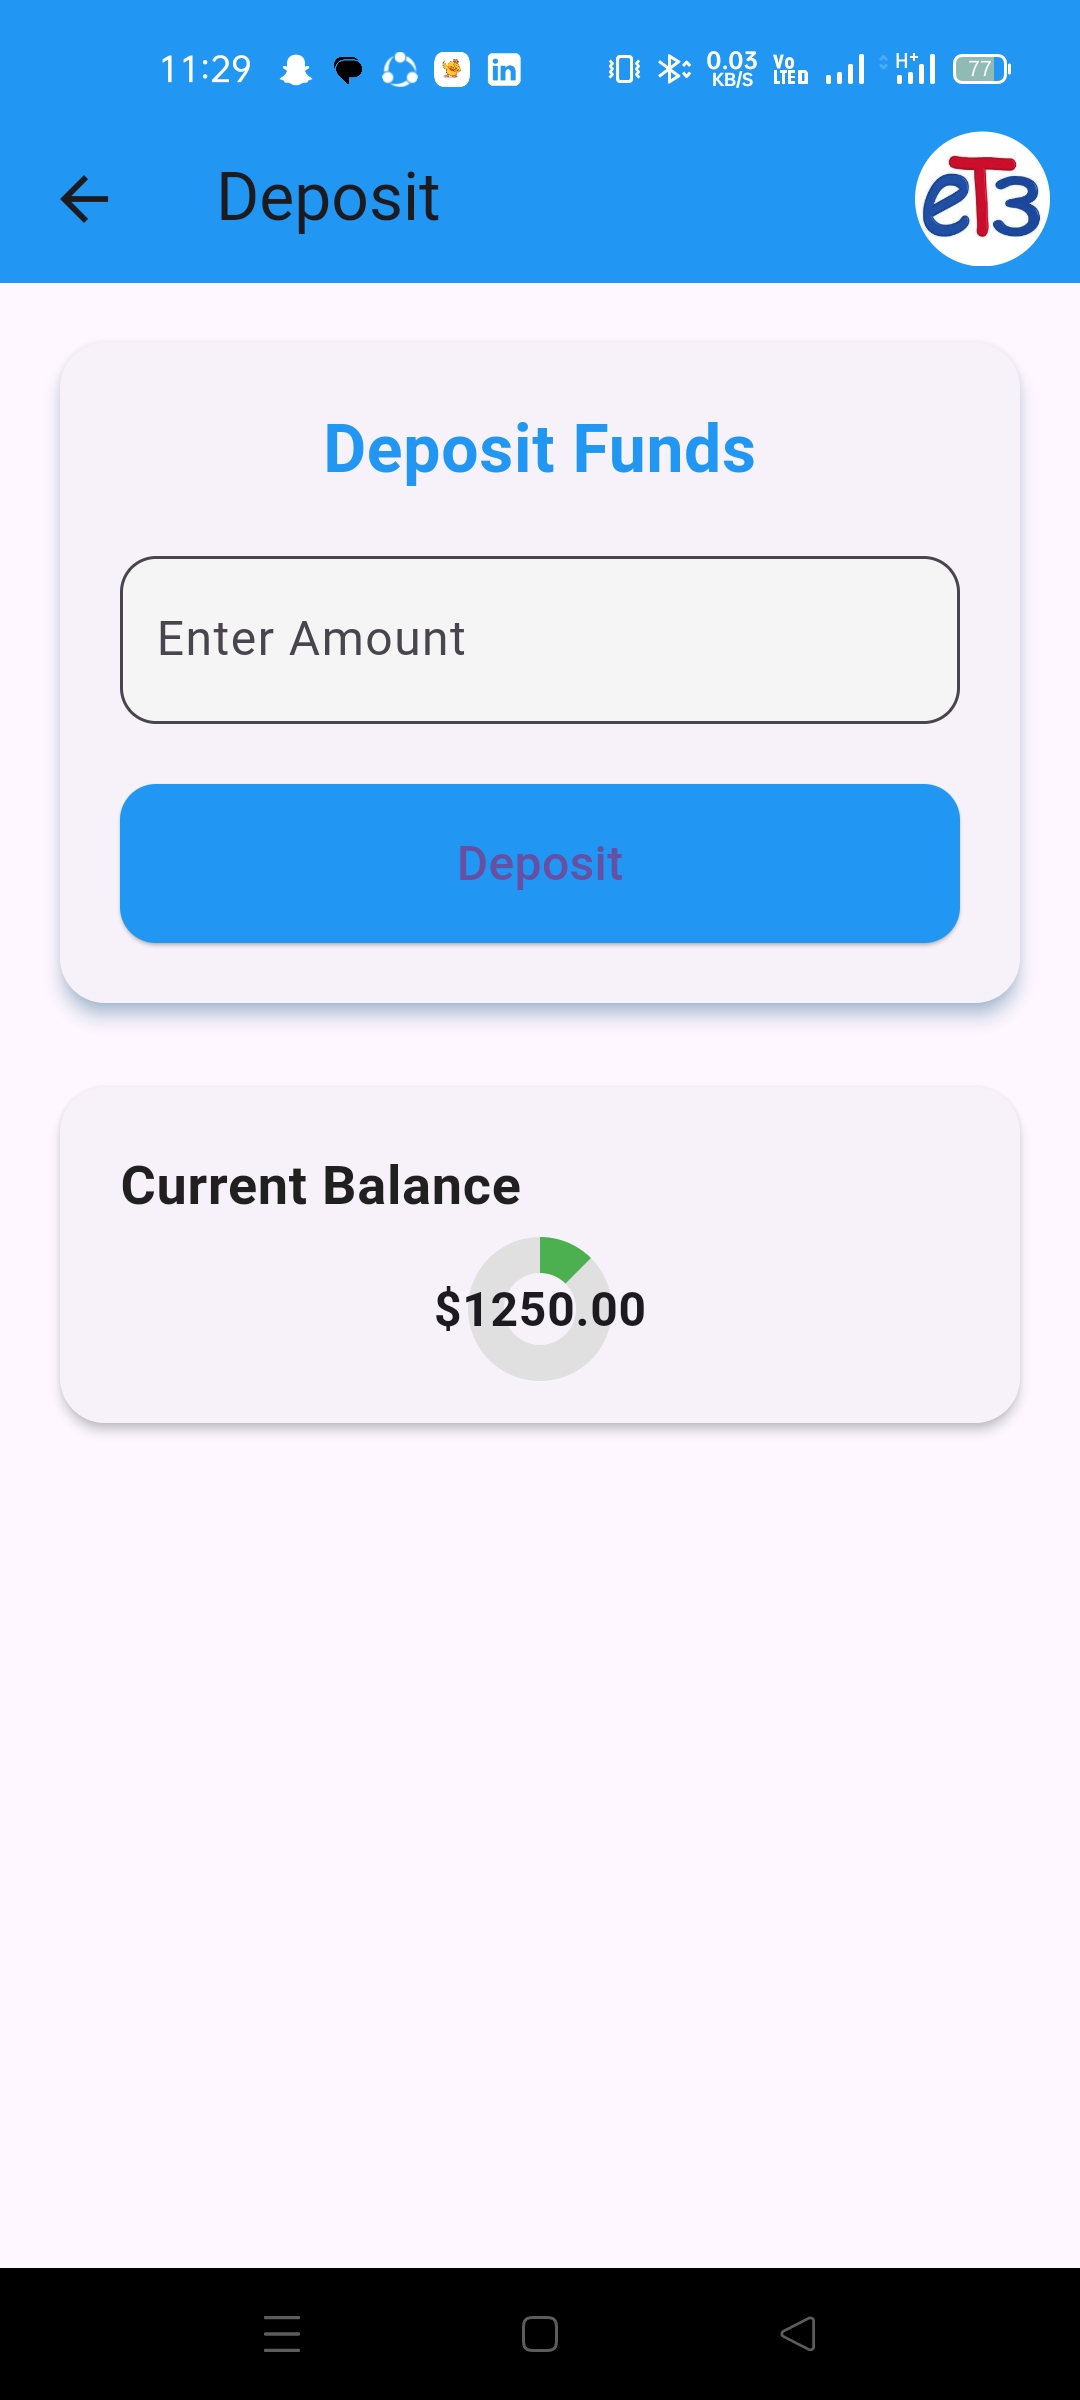 11:29 in 0.03 KB/S Vo LTE D H+ 77
Deposit eT3
Deposit Funds
Enter Amount
Deposit
Current Balance
$1250.00